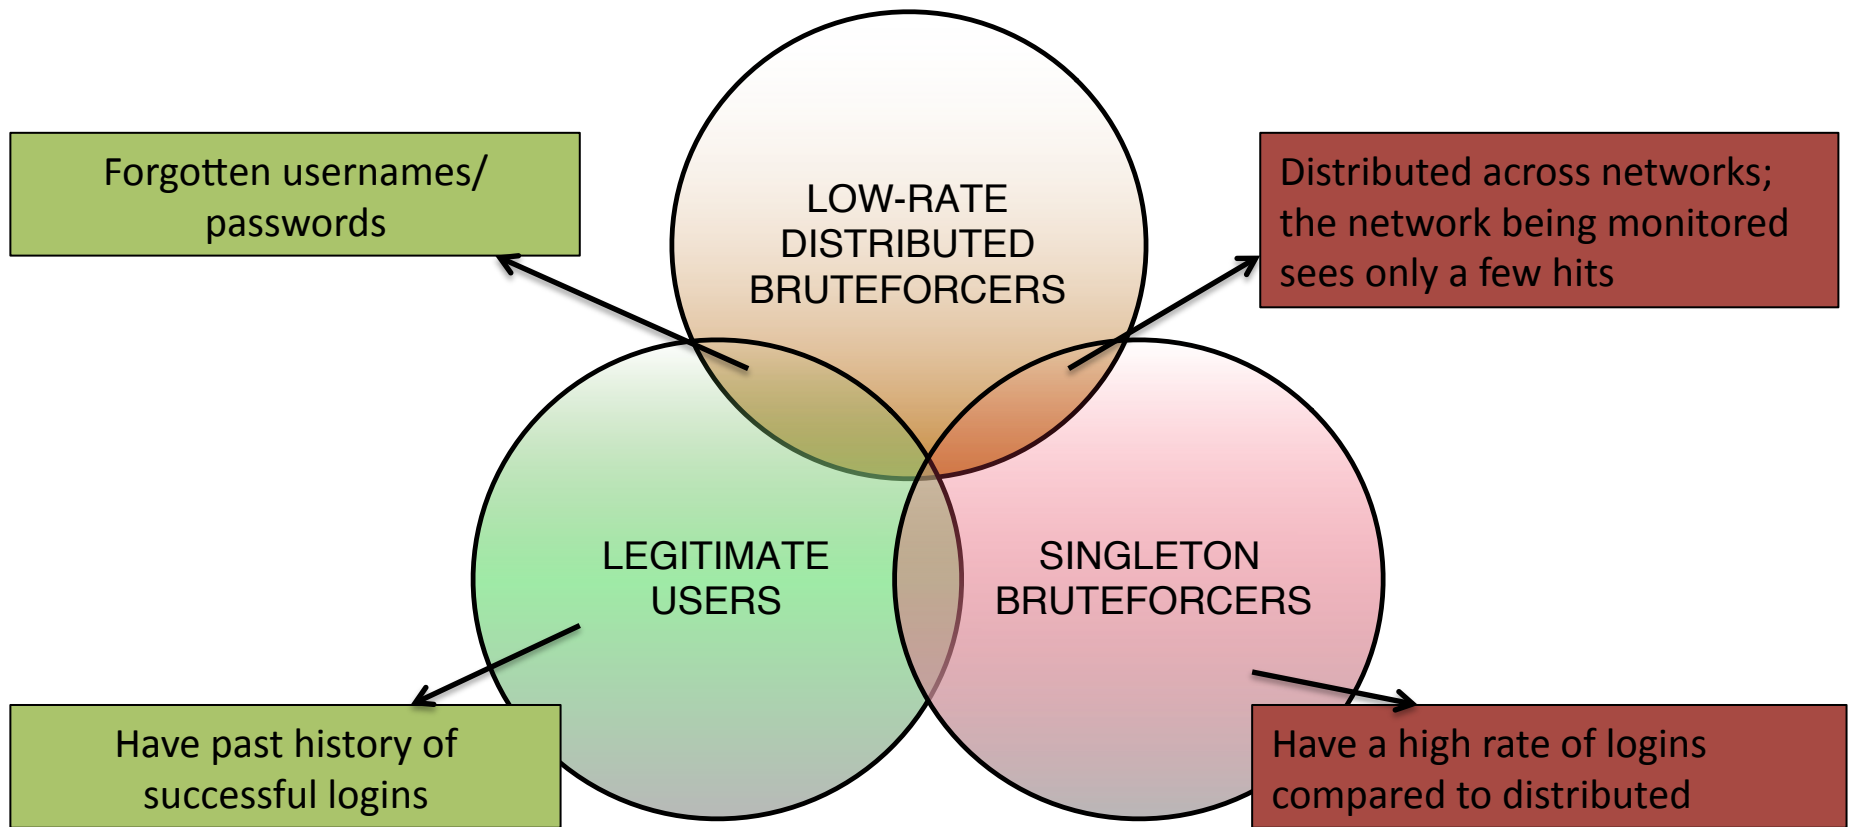 Forgotten usernames/
passwords
LOW-RATE
DISTRIBUTED
BRUTEFORCERS
Distributed across networks;
the network being monitored
sees only a few hits
LEGITIMATE
USERS
SINGLETON
BRUTEFORCERS
Have past history of
successful logins
Have a high rate of logins
compared to distributed